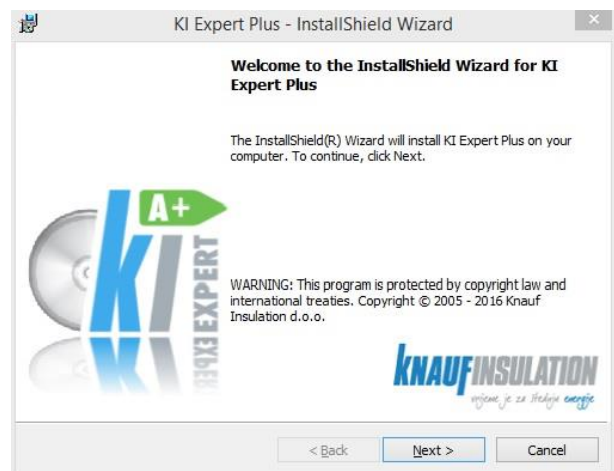 KI Expert Plus - InstallShield Wizard
Welcome to the InstallShield Wizard for KI
Expert Plus
The InstallShield(R) Wizard will install KI Expert Plus on your
computer. To continue, click Next.
A+
ki EXPERT
WARNING: This program is protected by copyright law and
international treaties. Copyright © 2005 - 2016 Knauf
Insulation d.o.o.
KNAUFINSULATION
vrijeme je za štednju energije
< Back
Next >
Cancel